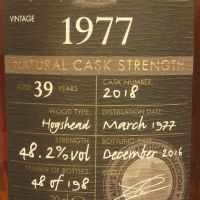 VINTAGE
1977
NATURAL CASK STRENGTH
AGED 39 YEARS
CASK NUMBER:
2018
WOOD TYPE:
Hogshead
DISTILLATION DATE:
March 1977
STRENGTH
48.2% vol
BOTTLING DATE:
December 2016
NUMBER OF BOTTLES:
48 of 198